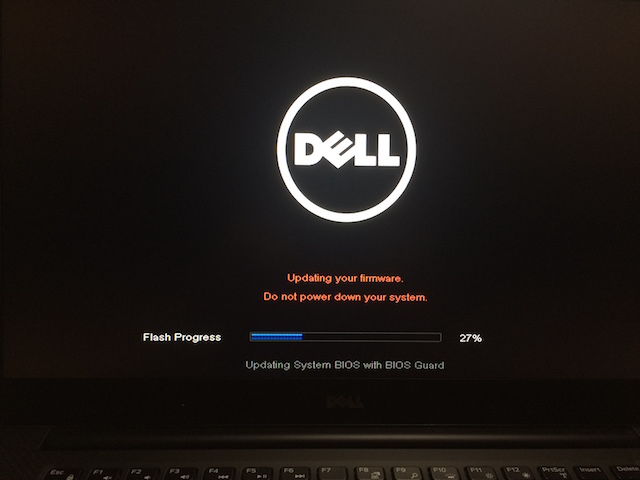 DELL
Updating your firmware.
Do not power down your system.
Flash Progress 27%
Updating System BIOS with BIOS Guard
DELL
Esc F1 F2 F3 F4 F5 F6 F7 F8 F9 F10 F11 F12 PrtScr Insert Delete